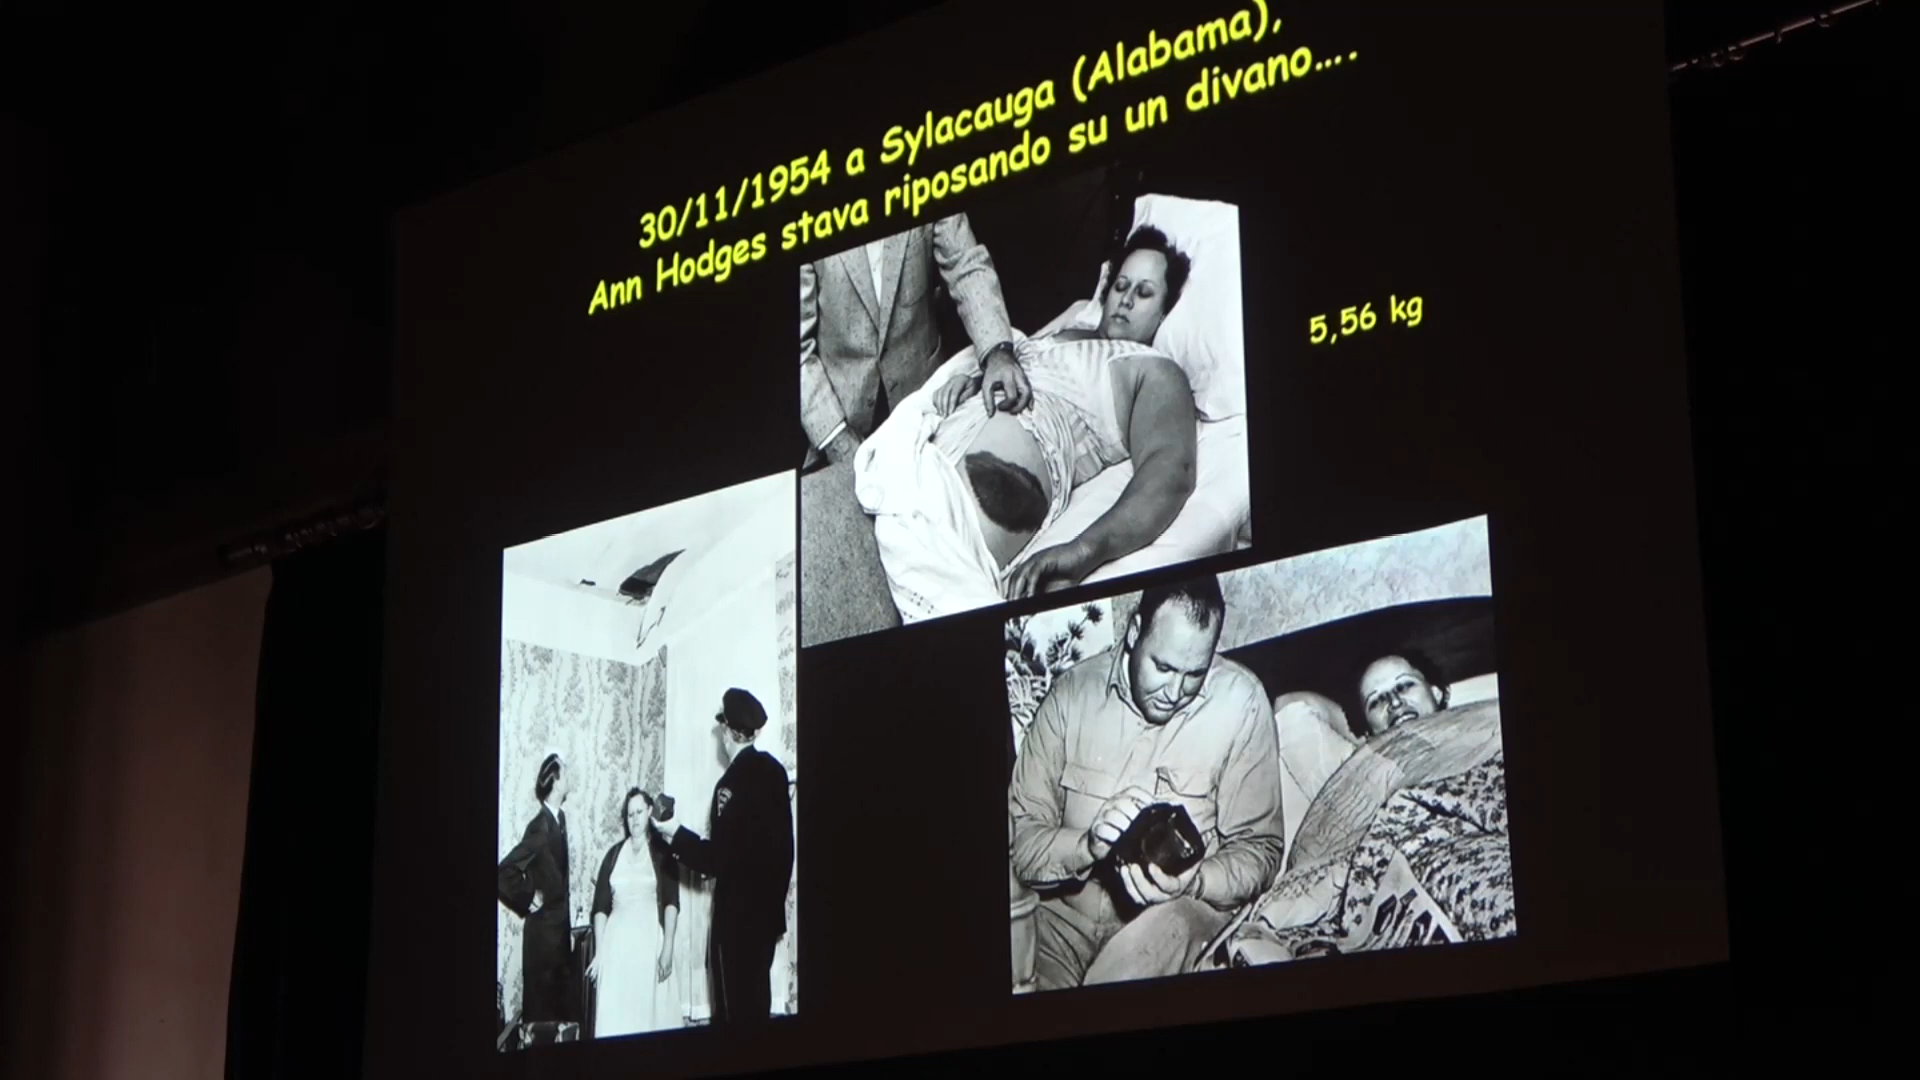 30/11/1954 a Sylacauga (Alabama),
Ann Hodges stava riposando su un divano....
5,56 kg